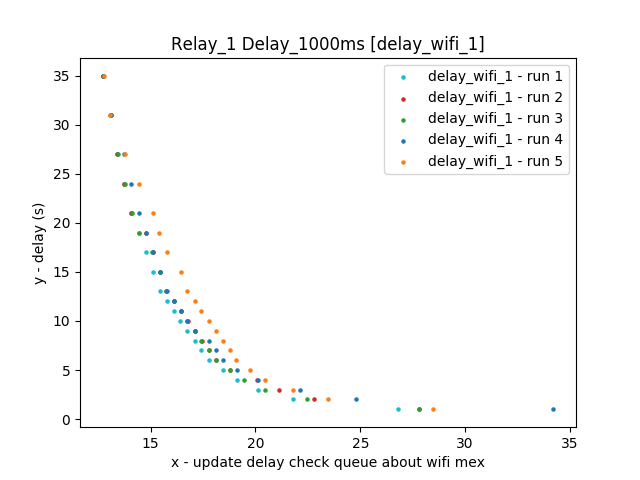 Relay_1 Delay_1000ms [delay_wifi_1]
delay_wifi_1 - run 1
delay_wifi_1 - run 2
delay_wifi_1 - run 3
delay_wifi_1 - run 4
delay_wifi_1 - run 5
y - delay (s)
35
30
25
20
15
10
5
0
15 20 25 30 35
x - update delay check queue about wifi mex